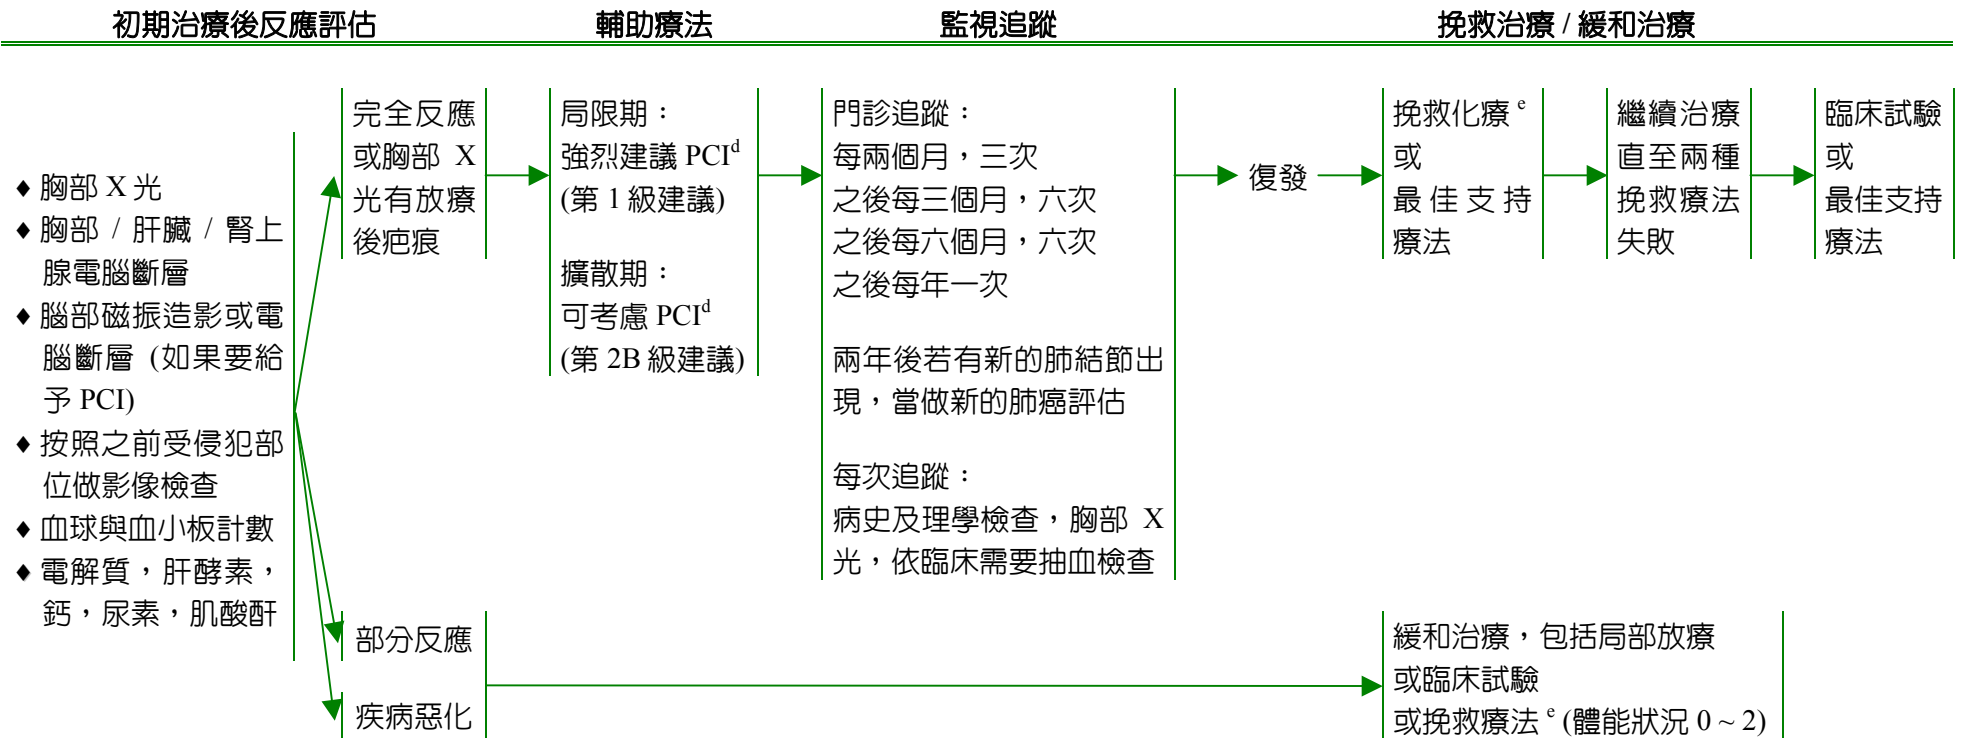 初期治療後反應評估
輔助療法
監視追蹤
挽救治療 / 緩和治療
♦ 胸部 X 光
♦ 胸部 / 肝臟 / 腎上
腺電腦斷層
♦ 腦部磁振造影或電
腦斷層 (如果要給
予 PCI)
♦ 按照之前受侵犯部
位做影像檢查
♦ 血球與血小板計數
♦ 電解質，肝酵素，
鈣，尿素，肌酸酐
完全反應
或胸部 X
光有放療
後疤痕
局限期：
強烈建議 PCIᵈ
(第 1 級建議)
擴散期：
可考慮 PCIᵈ
(第 2B 級建議)
門診追蹤：
每兩個月，三次
之後每三個月，六次
之後每六個月，六次
之後每年一次
兩年後若有新的肺結節出
現，當做新的肺癌評估
每次追蹤：
病史及理學檢查，胸部 X
光，依臨床需要抽血檢查
復發
挽救化療 ᵉ
或
最佳支持
療法
繼續治療
直至兩種
挽救療法
失敗
臨床試驗
或
最佳支持
療法
部分反應
疾病惡化
緩和治療，包括局部放療
或臨床試驗
或挽救療法 ᵉ (體能狀況 0 ~ 2)